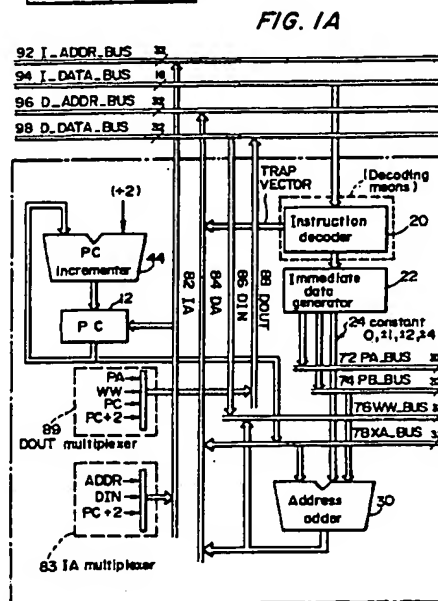 FIG. 1A
92 I_ADDR_BUS 32
94 I_DATA_BUS 16
96 D_ADDR_BUS 32
98 D_DATA_BUS 32
TRAP
VECTOR
(Decoding
means)
(+2)
Instruction
decoder
20
PC
incrementer
44
Immediate
data
generator
22
12
PC
82 IA
84 DA
86 DIN
88 DOUT
24 constant
0, ±1, ±2, ±4
72 PA_BUS
74 PB_BUS
76 WW_BUS
78 XA_BUS
PA
WW
PC
PC+2
89
DOUT multiplexer
ADDR
DIN
PC+2
83 IA multiplexer
Address
adder
30